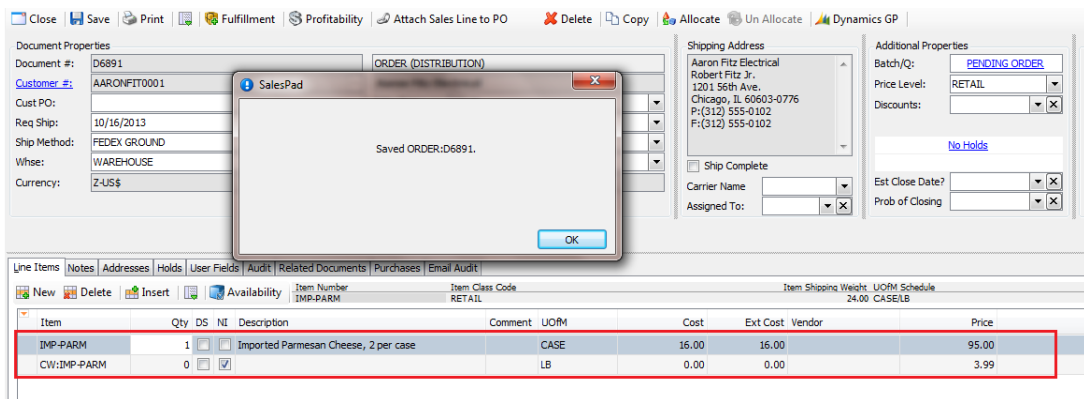 Close Save Print Fulfillment Profitability Attach Sales Line to PO Delete Copy Allocate Un Allocate Dynamics GP
Document Properties
Document #: D6891 ORDER (DISTRIBUTION)
Customer #: AARONFIT0001
Cust PO:
Req Ship: 10/16/2013
Ship Method: FEDEX GROUND
Whse: WAREHOUSE
Currency: Z-US$
SalesPad
Saved ORDER:D6891.
OK
Shipping Address
Aaron Fitz Electrical
Robert Fitz Jr.
1201 56th Ave.
Chicago, IL 60603-0776
P:(312) 555-0102
F:(312) 555-0102
Ship Complete
Carrier Name
Assigned To:
Additional Properties
Batch/Q: PENDING ORDER
Price Level: RETAIL
Discounts:
No Holds
Est Close Date?
Prob of Closing
Line Items Notes Addresses Holds User Fields Audit Related Documents Purchases Email Audit
New Delete Insert Availability
Item Number Item Class Code Item Shipping Weight UOfM Schedule
IMP-PARM RETAIL 24.00 CASE/LB
Item Qty DS NI Description Comment UOfM Cost Ext Cost Vendor Price
IMP-PARM 1 Imported Parmesan Cheese, 2 per case CASE 16.00 16.00 95.00
CW:IMP-PARM 0 LB 0.00 0.00 3.99